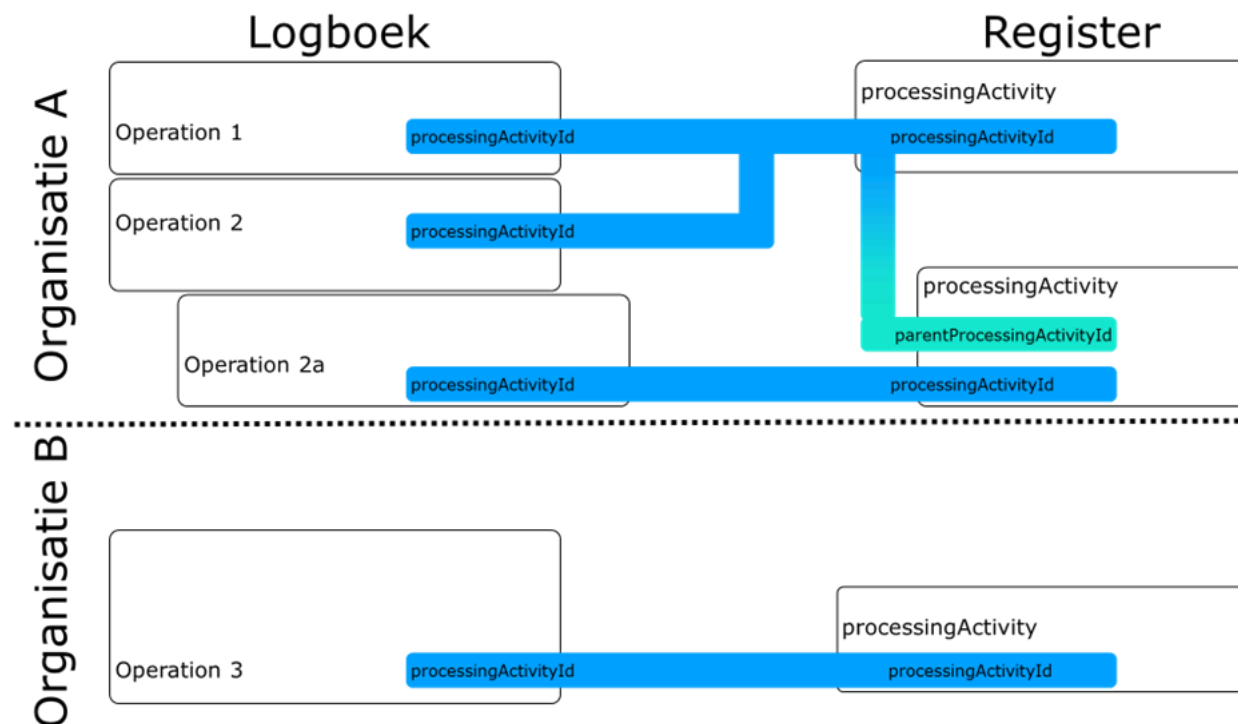 Logboek
Register
Organisatie A
processingActivity
Operation 1
processingActivityId
processingActivityId
Operation 2
processingActivityId
processingActivity
parentProcessingActivityId
Operation 2a
processingActivityId
processingActivityId
Organisatie B
processingActivity
Operation 3
processingActivityId
processingActivityId